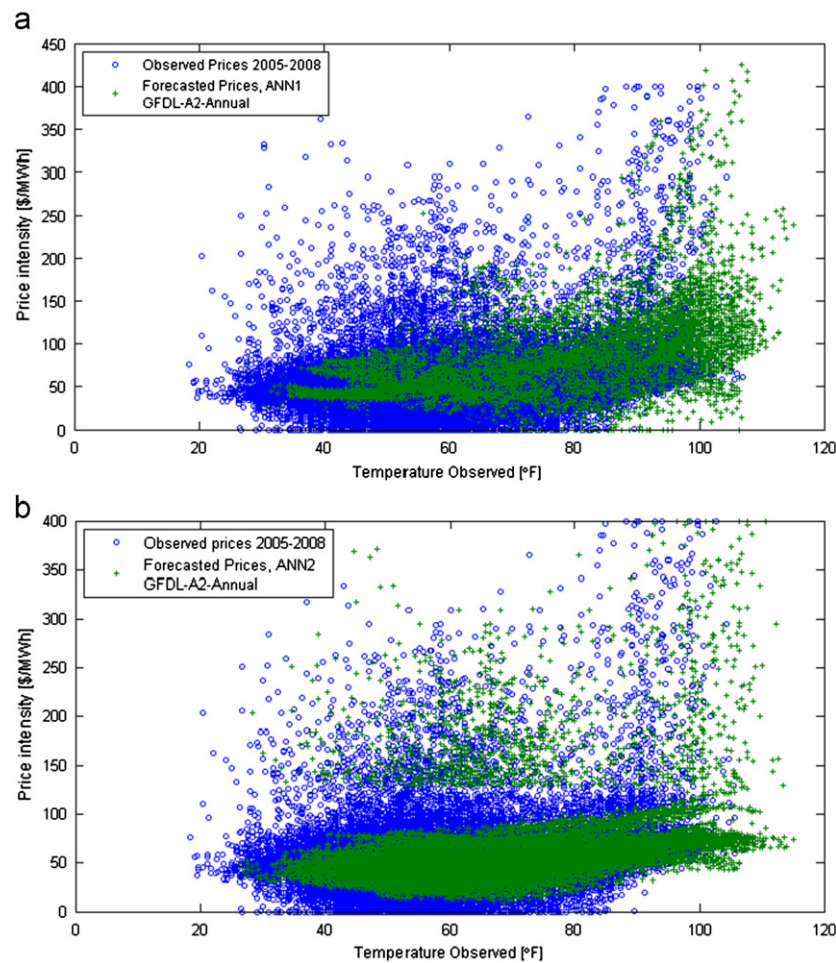 a
450
400
350
300
250
200
150
100
50
0
Price intensity [$/MWh]
Observed Prices 2005-2008
Forecasted Prices, ANN1
GFDL-A2-Annual
0 20 40 60 80 100 120
Temperature Observed [ºF]
b
400
350
300
250
200
150
100
50
0
Price intensity [$/MWh]
Observed prices 2005-2008
Forecasted Prices, ANN2
GFDL-A2-Annual
0 20 40 60 80 100 120
Temperature Observed [ºF]